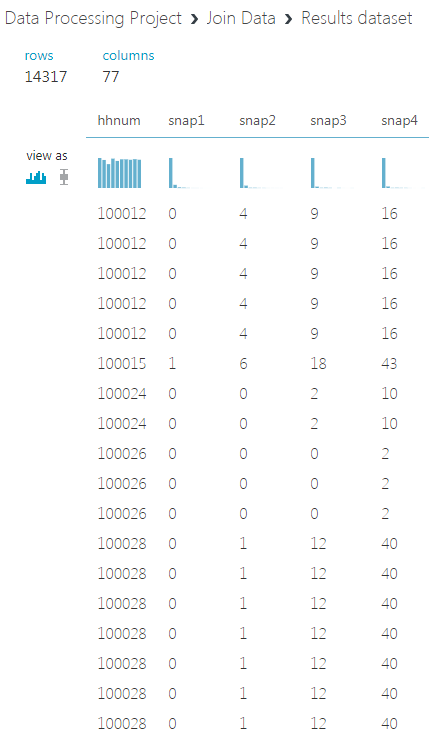 Data Processing Project › Join Data › Results dataset
rows columns
14317 77
hhnum snap1 snap2 snap3 snap4
view as
100012 0 4 9 16
100012 0 4 9 16
100012 0 4 9 16
100012 0 4 9 16
100012 0 4 9 16
100015 1 6 18 43
100024 0 0 2 10
100024 0 0 2 10
100026 0 0 0 2
100026 0 0 0 2
100026 0 0 0 2
100028 0 1 12 40
100028 0 1 12 40
100028 0 1 12 40
100028 0 1 12 40
100028 0 1 12 40
100028 0 1 12 40
100028 0 1 12 40